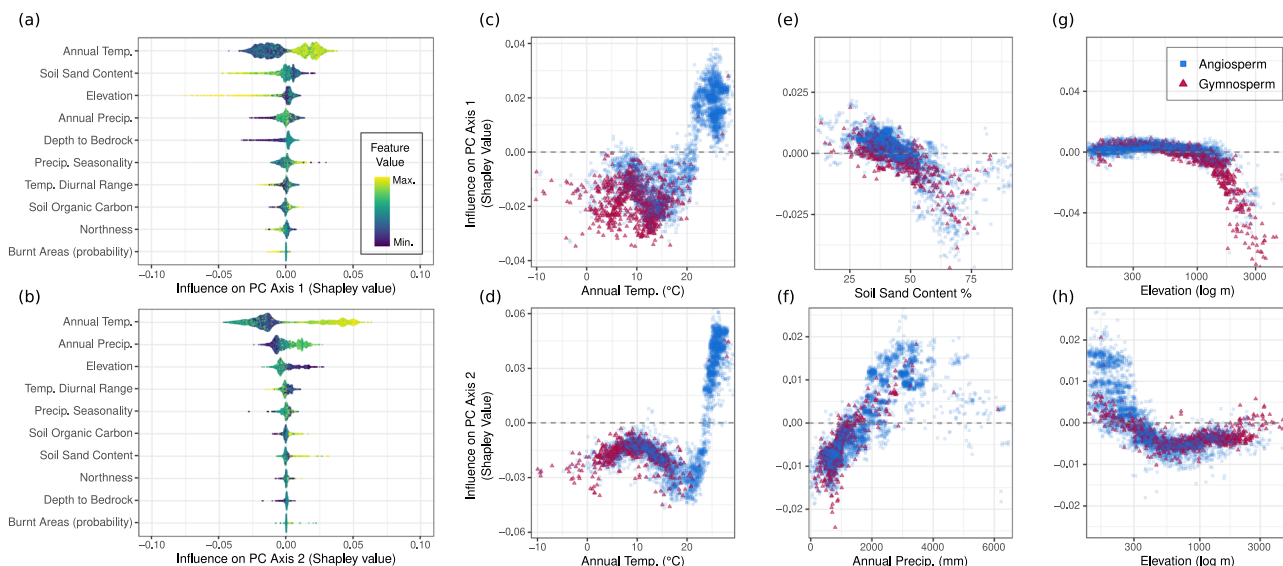 (a)
Annual Temp.
Soil Sand Content
Elevation
Annual Precip.
Depth to Bedrock
Precip. Seasonality
Temp. Diurnal Range
Soil Organic Carbon
Northness
Burnt Areas (probability)
Feature
Value
Max.
Min.
−0.10 −0.05 0.00 0.05 0.10
Influence on PC Axis 1 (Shapley value)
(b)
Annual Temp.
Annual Precip.
Elevation
Temp. Diurnal Range
Precip. Seasonality
Soil Organic Carbon
Soil Sand Content
Northness
Depth to Bedrock
Burnt Areas (probability)
−0.10 −0.05 0.00 0.05 0.10
Influence on PC Axis 2 (Shapley value)
(c)
Influence on PC Axis 1
(Shapley Value)
0.04
0.02
0.00
−0.02
−0.04
−10 0 10 20
Annual Temp. (°C)
(d)
Influence on PC Axis 2
(Shapley Value)
0.06
0.03
0.00
−0.03
−0.06
−10 0 10 20
Annual Temp. (°C)
(e)
0.025
0.000
−0.025
25 50 75
Soil Sand Content %
(f)
0.02
0.01
0.00
−0.01
−0.02
0 2000 4000 6000
Annual Precip. (mm)
(g)
Angiosperm
Gymnosperm
0.04
0.00
−0.04
300 1000 3000
Elevation (log m)
(h)
0.02
0.01
0.00
−0.01
−0.02
300 1000 3000
Elevation (log m)